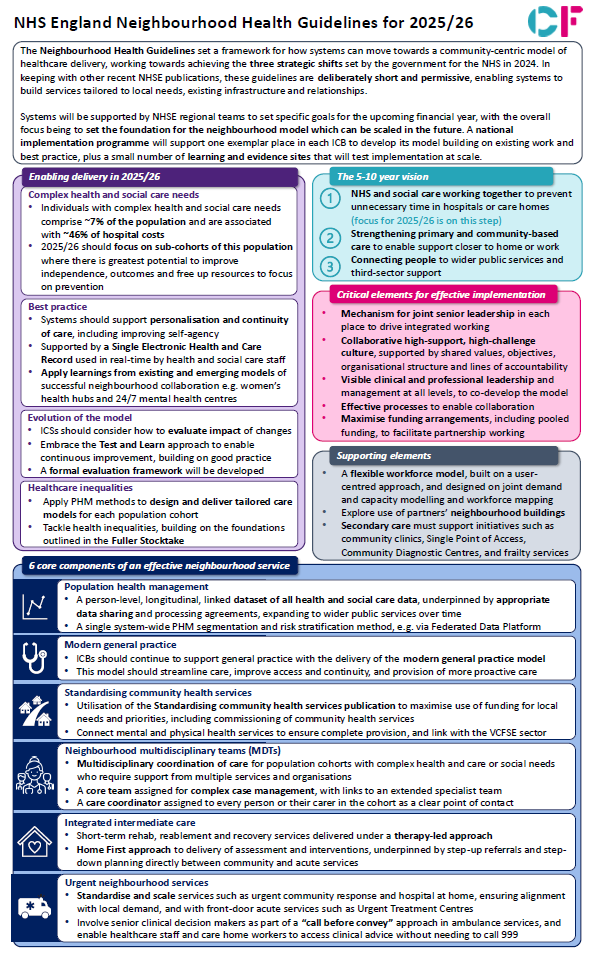 NHS England Neighbourhood Health Guidelines for 2025/26
CF
The Neighbourhood Health Guidelines set a framework for how systems can move towards a community-centric model of
healthcare delivery, working towards achieving the three strategic shifts set by the government for the NHS in 2024. In
keeping with other recent NHSE publications, these guidelines are deliberately short and permissive, enabling systems to
build services tailored to local needs, existing infrastructure and relationships.
Systems will be supported by NHSE regional teams to set specific goals for the upcoming financial year, with the overall
focus being to set the foundation for the neighbourhood model which can be scaled in the future. A national
implementation programme will support one exemplar place in each ICB to develop its model building on existing work and
best practice, plus a small number of learning and evidence sites that will test implementation at scale.
Enabling delivery in 2025/26
Complex health and social care needs
• Individuals with complex health and social care needs
comprise ~7% of the population and are associated
with ~46% of hospital costs
• 2025/26 should focus on sub-cohorts of this population
where there is greatest potential to improve
independence, outcomes and free up resources to focus
on prevention
Best practice
• Systems should support personalisation and continuity
of care, including improving self-agency
• Supported by a Single Electronic Health and Care
Record used in real-time by health and social care staff
• Apply learnings from existing and emerging models of
successful neighbourhood collaboration e.g. women's
health hubs and 24/7 mental health centres
Evolution of the model
• ICSs should consider how to evaluate impact of changes
• Embrace the Test and Learn approach to enable
continuous improvement, building on good practice
• A formal evaluation framework will be developed
Healthcare inequalities
• Apply PHM methods to design and deliver tailored care
models for each population cohort
• Tackle health inequalities, building on the foundations
outlined in the Fuller Stocktake
The 5-10 year vision
1 NHS and social care working together to prevent
unnecessary time in hospitals or care homes
(focus for 2025/26 is on this step)
2 Strengthening primary and community-based
care to enable support closer to home or work
3 Connecting people to wider public services and
third-sector support
Critical elements for effective implementation
• Mechanism for joint senior leadership in each
place to drive integrated working
• Collaborative high-support, high-challenge
culture, supported by shared values, objectives,
organisational structure and lines of accountability
• Visible clinical and professional leadership and
management at all levels, to co-develop the model
• Effective processes to enable collaboration
• Maximise funding arrangements, including pooled
funding, to facilitate partnership working
Supporting elements
• A flexible workforce model, built on a user-
centred approach, and designed on joint demand
and capacity modelling and workforce mapping
• Explore use of partners' neighbourhood buildings
• Secondary care must support initiatives such as
community clinics, Single Point of Access,
Community Diagnostic Centres, and frailty services
6 core components of an effective neighbourhood service
Population health management
• A person-level, longitudinal, linked dataset of all health and social care data, underpinned by appropriate
data sharing and processing agreements, expanding to wider public services over time
• A single system-wide PHM segmentation and risk stratification method, e.g. via Federated Data Platform
Modern general practice
• ICBs should continue to support general practice with the delivery of the modern general practice model
• This model should streamline care, improve access and continuity, and provision of more proactive care
Standardising community health services
• Utilisation of the Standardising community health services publication to maximise use of funding for local
needs and priorities, including commissioning of community health services
• Connect mental and physical health services to ensure complete provision, and link with the VCFSE sector
Neighbourhood multidisciplinary teams (MDTs)
• Multidisciplinary coordination of care for population cohorts with complex health and care or social needs
who require support from multiple services and organisations
• A core team assigned for complex case management, with links to an extended specialist team
• A care coordinator assigned to every person or their carer in the cohort as a clear point of contact
Integrated intermediate care
• Short-term rehab, reablement and recovery services delivered under a therapy-led approach
• Home First approach to delivery of assessment and interventions, underpinned by step-up referrals and step-
down planning directly between community and acute services
Urgent neighbourhood services
• Standardise and scale services such as urgent community response and hospital at home, ensuring alignment
with local demand, and with front-door acute services such as Urgent Treatment Centres
• Involve senior clinical decision makers as part of a "call before convey" approach in ambulance services, and
enable healthcare staff and care home workers to access clinical advice without needing to call 999